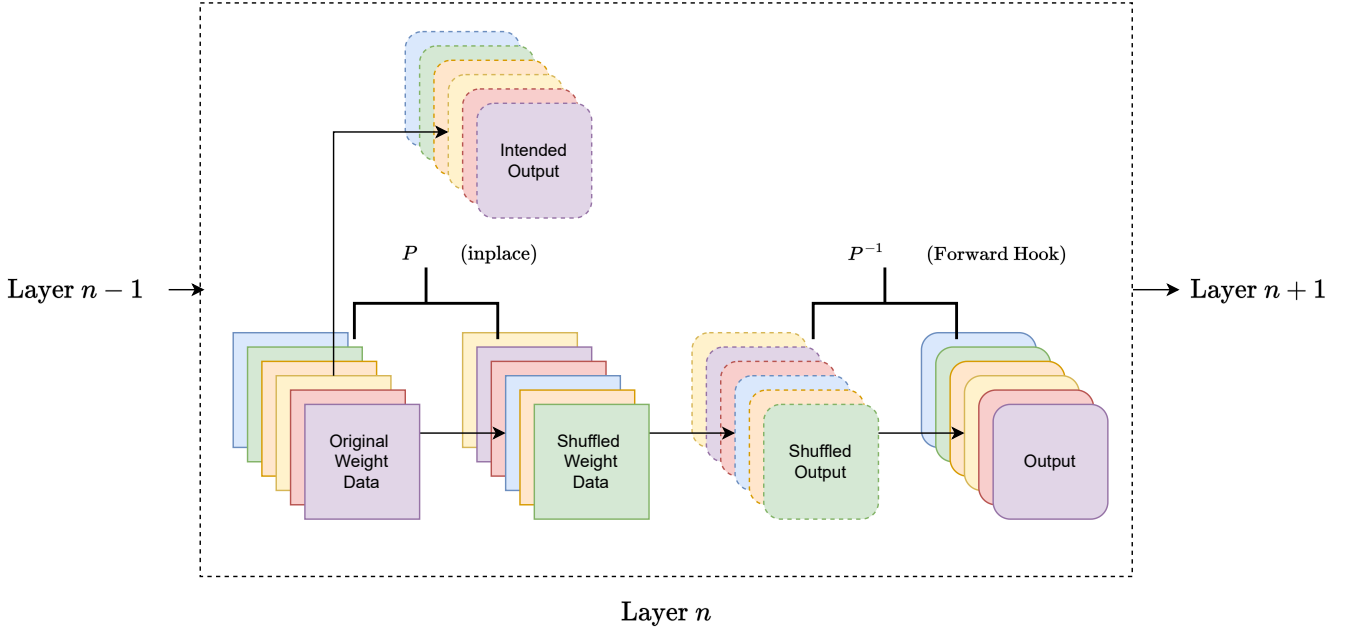 Intended
Output
P (inplace)
P⁻¹ (Forward Hook)
Layer n − 1
Layer n + 1
Original
Weight
Data
Shuffled
Weight
Data
Shuffled
Output
Output
Layer n